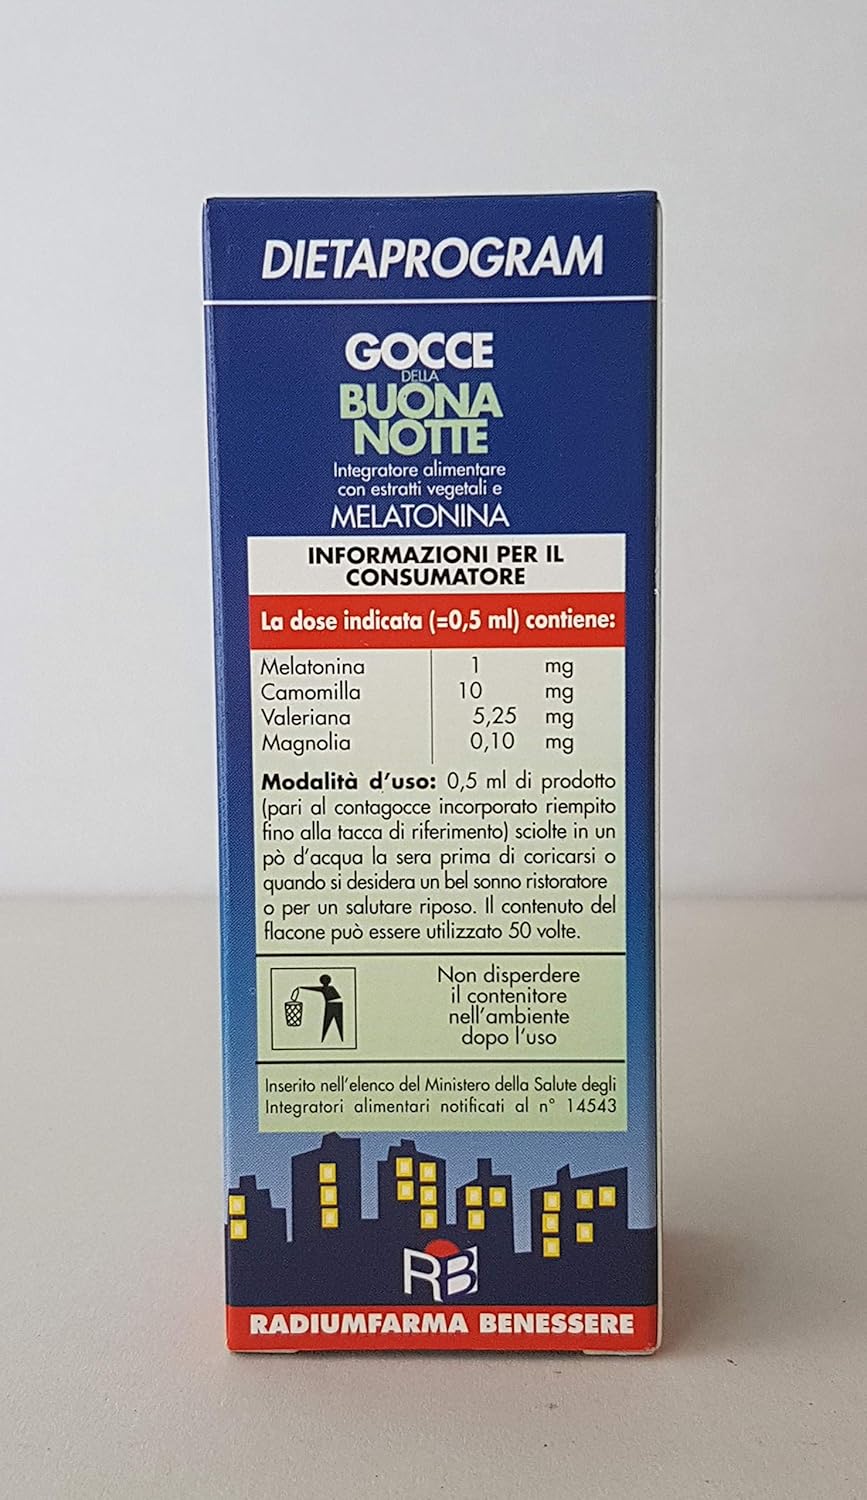 DIETAPROGRAM
GOCCE
DELLA
BUONA
NOTTE
Integratore alimentare
con estratti vegetali e
MELATONINA
INFORMAZIONI PER IL
CONSUMATORE
La dose indicata (=0,5 ml) contiene:
Melatonina 1 mg
Camomilla 10 mg
Valeriana 5,25 mg
Magnolia 0,10 mg
Modalità d'uso: 0,5 ml di prodotto
(pari al contagocce incorporato riempito
fino alla tacca di riferimento) sciolte in un
pò d'acqua la sera prima di coricarsi o
quando si desidera un bel sonno ristoratore
o per un salutare riposo. Il contenuto del
flacone può essere utilizzato 50 volte.
Non disperdere
il contenitore
nell'ambiente
dopo l'uso
Inserito nell'elenco del Ministero della Salute degli
Integratori alimentari notificati al n° 14543
RB
RADIUMFARMA BENESSERE